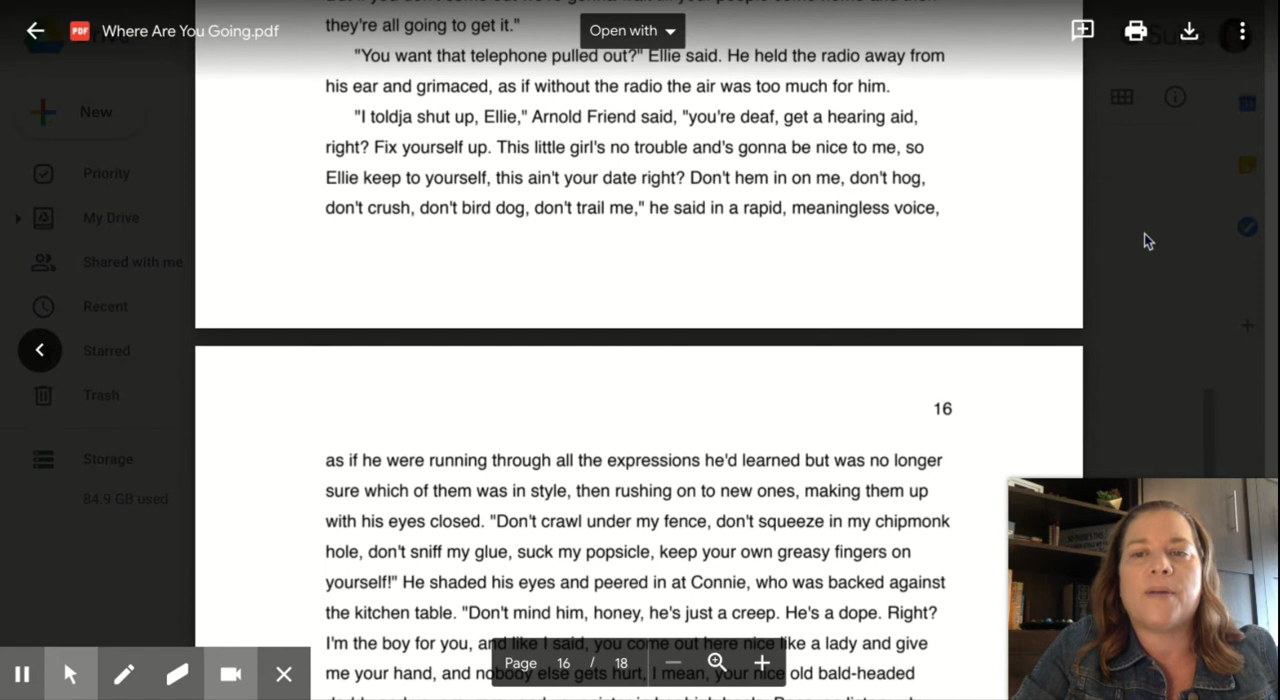 Where Are You Going.pdf
Open with
they're all going to get it."
"You want that telephone pulled out?" Ellie said. He held the radio away from
his ear and grimaced, as if without the radio the air was too much for him.
"I toldja shut up, Ellie," Arnold Friend said, "you're deaf, get a hearing aid,
right? Fix yourself up. This little girl's no trouble and's gonna be nice to me, so
Ellie keep to yourself, this ain't your date right? Don't hem in on me, don't hog,
don't crush, don't bird dog, don't trail me," he said in a rapid, meaningless voice,
16
as if he were running through all the expressions he'd learned but was no longer
sure which of them was in style, then rushing on to new ones, making them up
with his eyes closed. "Don't crawl under my fence, don't squeeze in my chipmonk
hole, don't sniff my glue, suck my popsicle, keep your own greasy fingers on
yourself!" He shaded his eyes and peered in at Connie, who was backed against
the kitchen table. "Don't mind him, honey, he's just a creep. He's a dope. Right?
I'm the boy for you, and like I said, you come out here nice like a lady and give
me your hand, and nobody else gets hurt, I mean, your nice old bald-headed
Page 16 / 18
New
Priority
My Drive
Shared with me
Recent
Starred
Trash
Storage
84.9 GB used
PDF